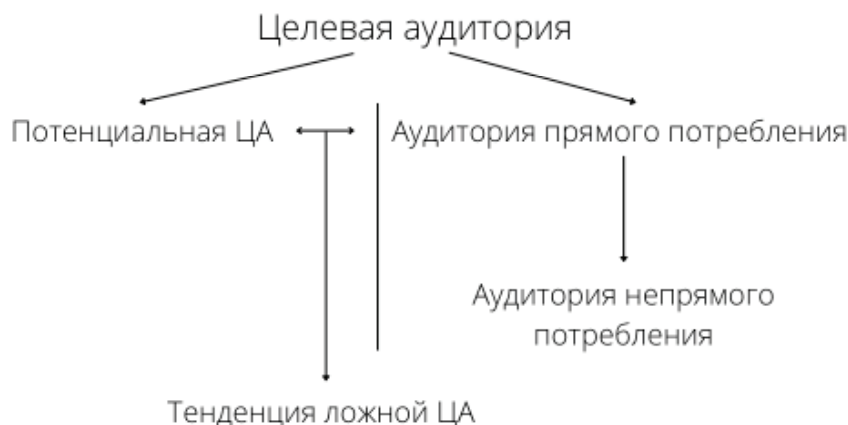 Целевая аудитория
Потенциальная ЦА
Аудитория прямого потребления
Аудитория непрямого
потребления
Тенденция ложной ЦА